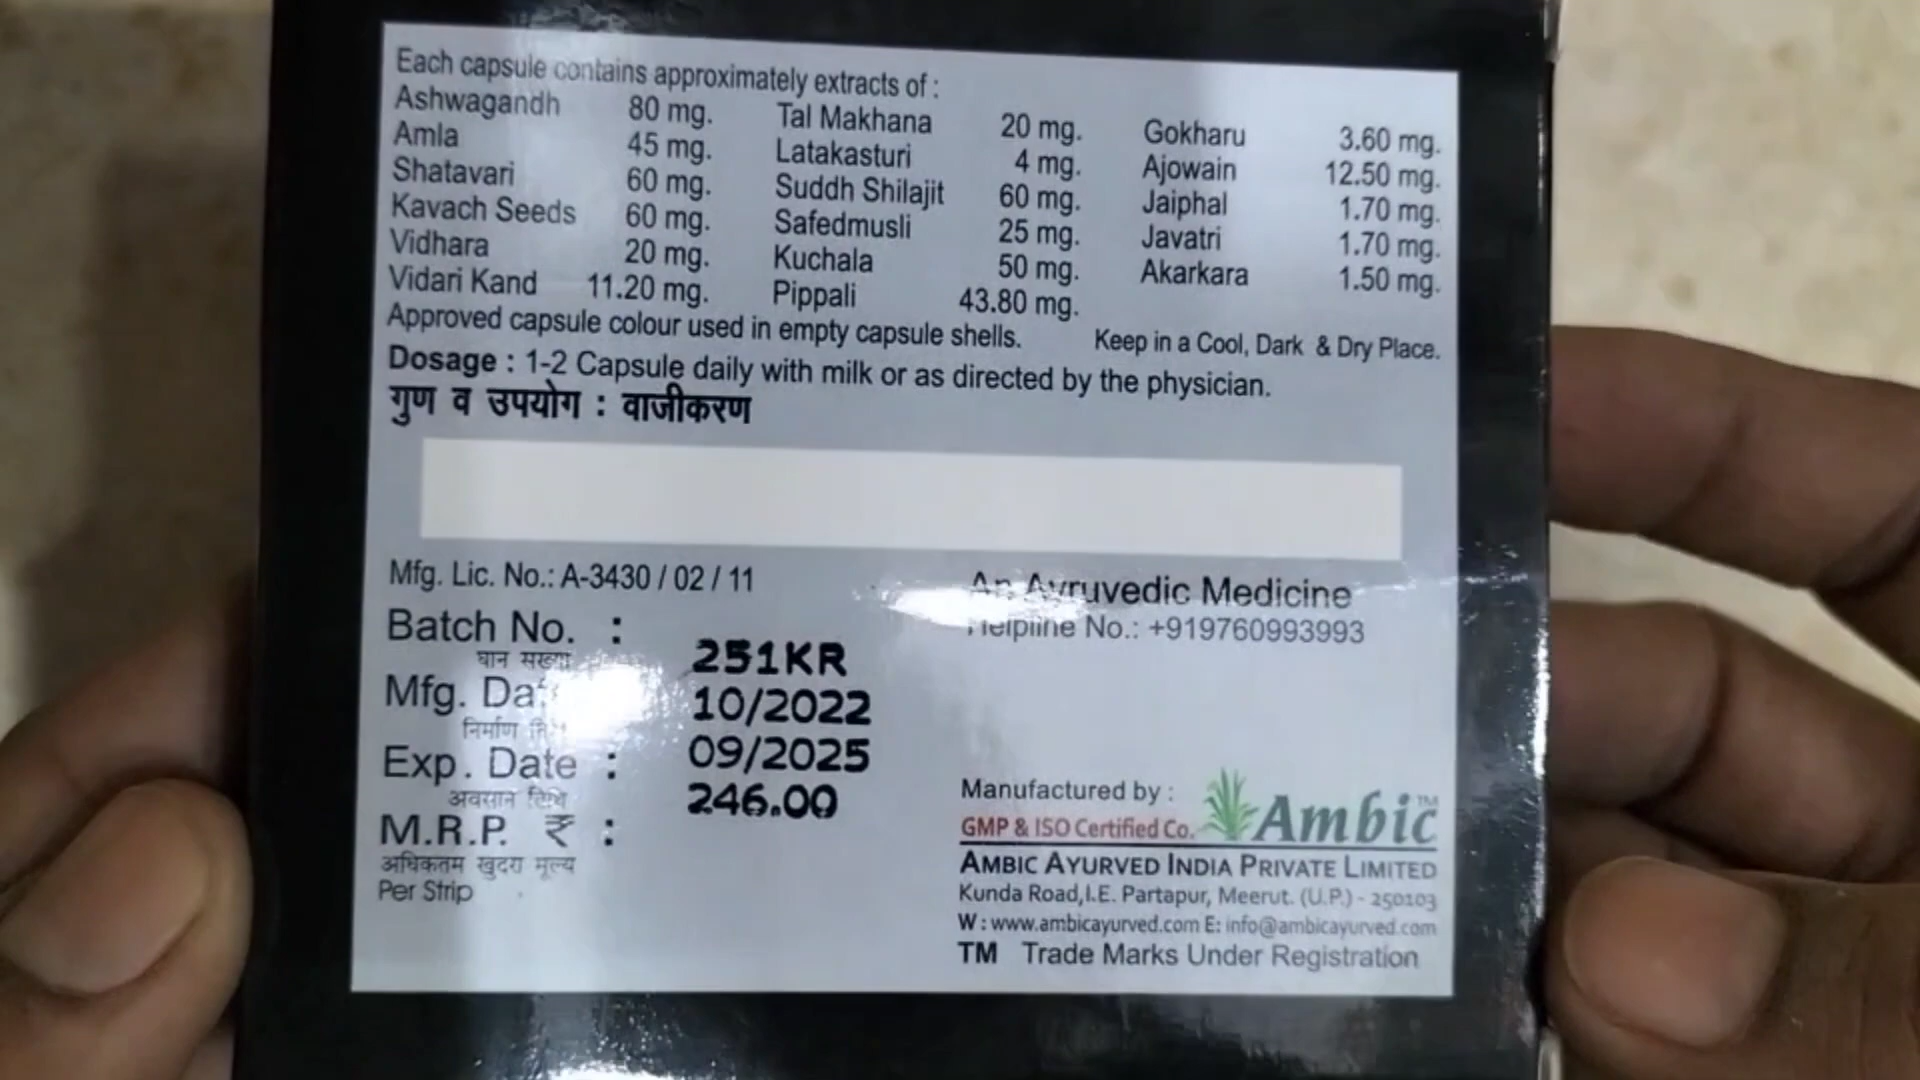 Each capsule contains approximately extracts of :
Ashwagandh 80 mg. Tal Makhana 20 mg. Gokharu 3.60 mg.
Amla 45 mg. Latakasturi 4 mg. Ajowain 12.50 mg.
Shatavari 60 mg. Suddh Shilajit 60 mg. Jaiphal 1.70 mg.
Kavach Seeds 60 mg. Safedmusli 25 mg. Javatri 1.70 mg.
Vidhara 20 mg. Kuchala 50 mg. Akarkara 1.50 mg.
Vidari Kand 11.20 mg. Pippali 43.80 mg.
Approved capsule colour used in empty capsule shells. Keep in a Cool, Dark & Dry Place.
Dosage : 1-2 Capsule daily with milk or as directed by the physician.
गुण व उपयोग : वाजीकरण
Mfg. Lic. No.: A-3430 / 02 / 11
Batch No. : 251KR
घान संख्या
Mfg. 10/2022
निर्माण
Exp. Date : 09/2025
अवसान तिथि
M.R.P. ₹ : 246.00
अधिकतम खुदरा मूल्य
Per Strip
An Ayruvedic Medicine
Helpline No.: +919760993993
Manufactured by :
GMP & ISO Certified Co. Ambic TM
AMBIC AYURVED INDIA PRIVATE LIMITED
Kunda Road,I.E. Partapur, Meerut. (U.P.) - 250103
W : www.ambicayurved.com E: info@ambicayurved.com
TM Trade Marks Under Registration